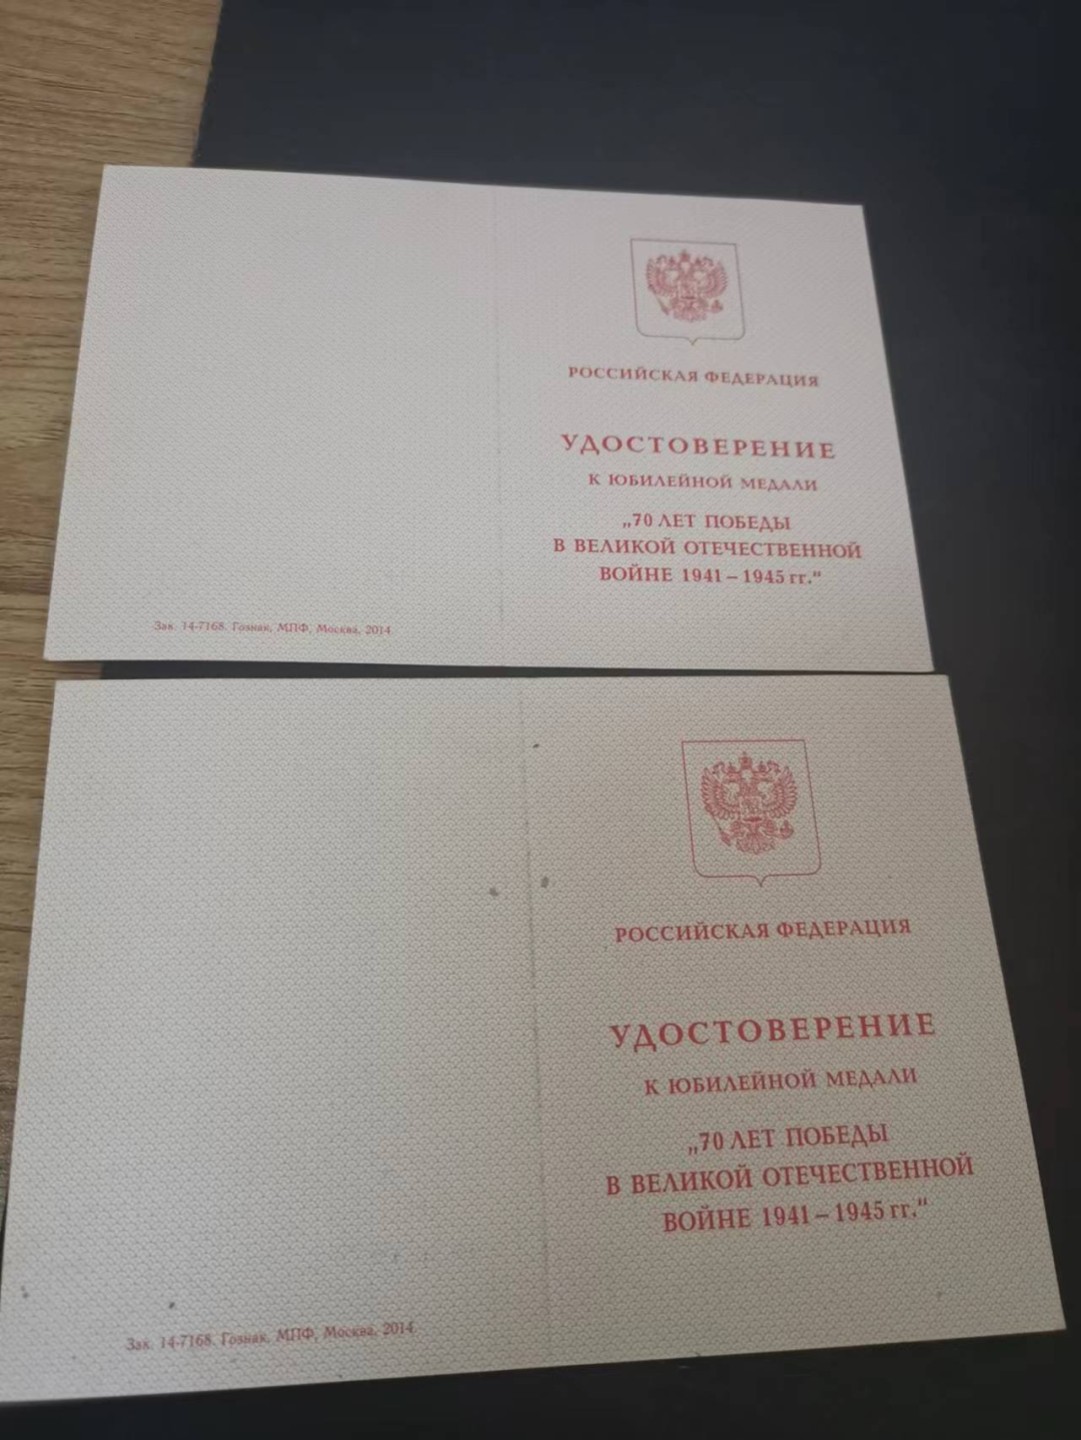 РОССИЙСКАЯ ФЕДЕРАЦИЯ
УДОСТОВЕРЕНИЕ
К ЮБИЛЕЙНОЙ МЕДАЛИ
„70 ЛЕТ ПОБЕДЫ
В ВЕЛИКОЙ ОТЕЧЕСТВЕННОЙ
ВОЙНЕ 1941 – 1945 гг.“
Зак. 14-7168. Гознак, МПФ, Москва, 2014.
РОССИЙСКАЯ ФЕДЕРАЦИЯ
УДОСТОВЕРЕНИЕ
К ЮБИЛЕЙНОЙ МЕДАЛИ
„70 ЛЕТ ПОБЕДЫ
В ВЕЛИКОЙ ОТЕЧЕСТВЕННОЙ
ВОЙНЕ 1941 – 1945 гг.“
Зак. 14-7168. Гознак, МПФ, Москва, 2014.